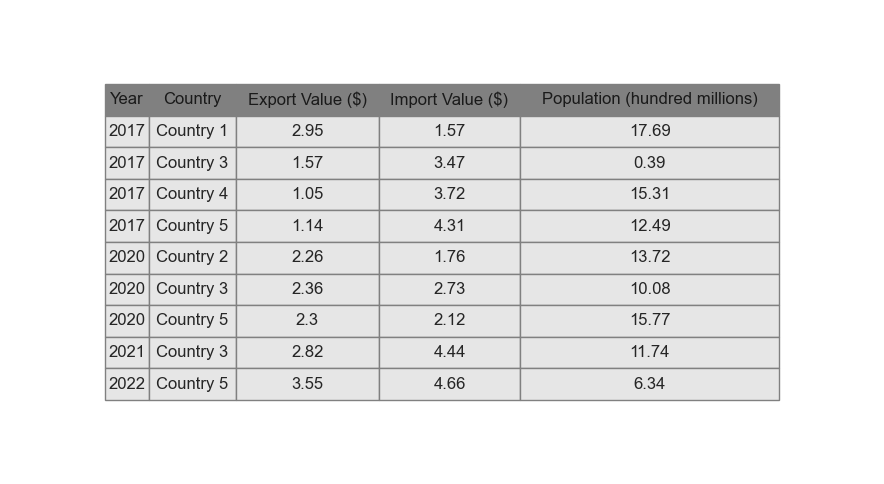 Year Country Export Value ($) Import Value ($) Population (hundred millions)
2017 Country 1 2.95 1.57 17.69
2017 Country 3 1.57 3.47 0.39
2017 Country 4 1.05 3.72 15.31
2017 Country 5 1.14 4.31 12.49
2020 Country 2 2.26 1.76 13.72
2020 Country 3 2.36 2.73 10.08
2020 Country 5 2.3 2.12 15.77
2021 Country 3 2.82 4.44 11.74
2022 Country 5 3.55 4.66 6.34